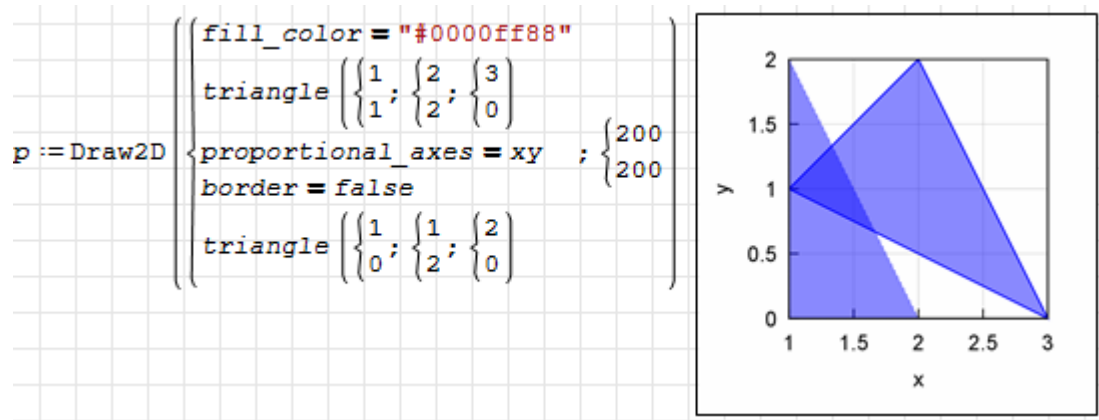 fill_color = "#0000ff88"
triangle ({1 1; {2 2; {3 0)
p := Draw2D proportional_axes = xy ; {200 200
border = false
triangle ({1 0; {1 2; {2 0)
2
1.5
1
0.5
0
y
1 1.5 2 2.5 3
x